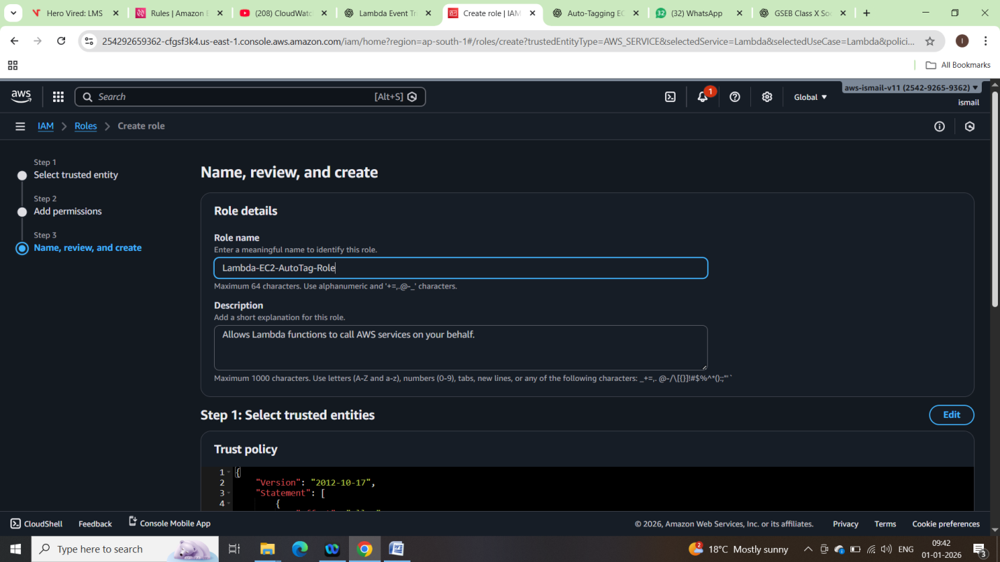 Hero Vired: LMS
Rules | Amazon E
(208) CloudWatc
Lambda Event Tr
Create role | IAM
Auto-Tagging EC
(32) WhatsApp
GSEB Class X So
254292659362-cfgsf3k4.us-east-1.console.aws.amazon.com/iam/home?region=ap-south-1#/roles/create?trustedEntityType=AWS_SERVICE&selectedService=Lambda&selectedUseCase=Lambda&polici...
I
All Bookmarks
aws
Search
[Alt+S]
1
Global
aws-ismail-v11 (2542-9265-9362)
ismail
IAM
Roles
Create role
Step 1
Select trusted entity
Step 2
Add permissions
Step 3
Name, review, and create
Name, review, and create
Role details
Role name
Enter a meaningful name to identify this role.
Lambda-EC2-AutoTag-Role
Maximum 64 characters. Use alphanumeric and '+=,.@-_' characters.
Description
Add a short explanation for this role.
Allows Lambda functions to call AWS services on your behalf.
Maximum 1000 characters. Use letters (A-Z and a-z), numbers (0-9), tabs, new lines, or any of the following characters: _+=,. @-/\[{}]!#$%^*();:"'`
Step 1: Select trusted entities
Edit
Trust policy
1 {
2 "Version": "2012-10-17",
3 "Statement": [
4 {
CloudShell
Feedback
Console Mobile App
© 2026, Amazon Web Services, Inc. or its affiliates.
Privacy
Terms
Cookie preferences
Type here to search
2
18°C Mostly sunny
ENG
09:42
01-01-2026
3